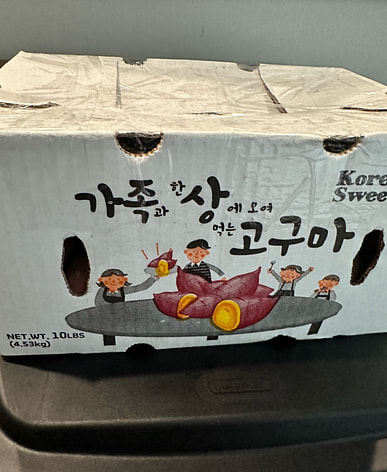 가족과 한 상에 모여
먹는 고구마
Kore
Swee
NET.WT. 10LBS
(4.53kg)